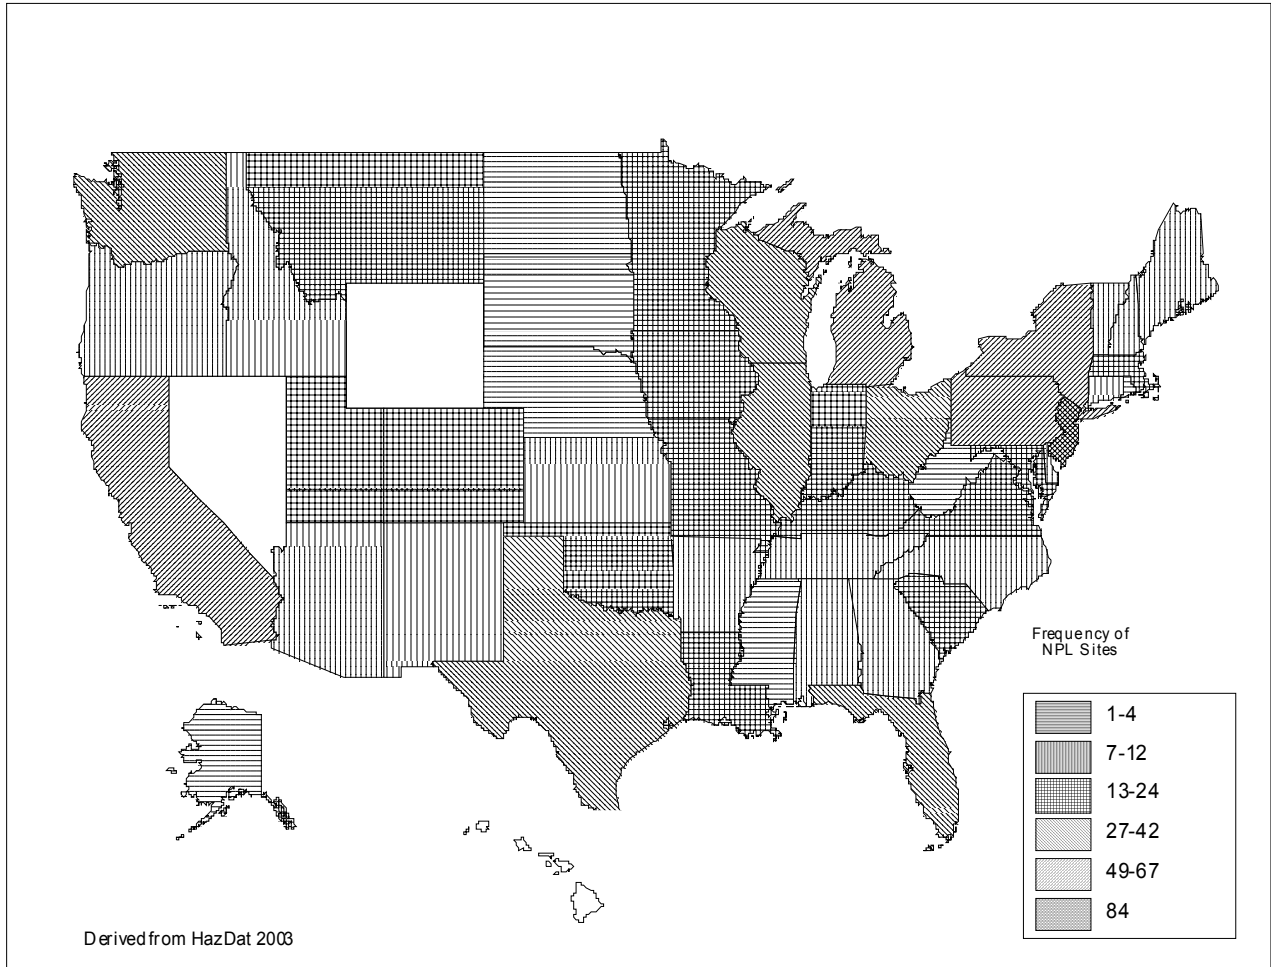 Frequency of
NPL Sites
1-4
7-12
13-24
27-42
49-67
84
Derived from HazDat 2003